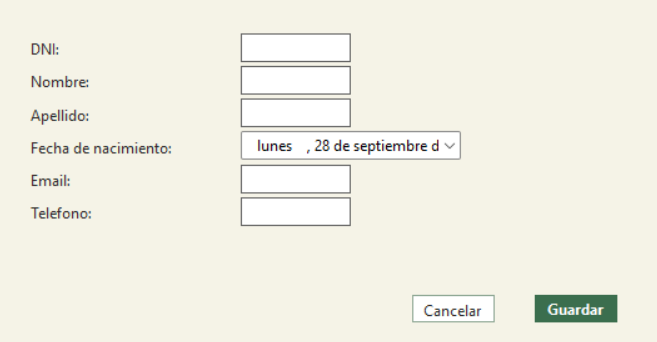 DNI:
Nombre:
Apellido:
Fecha de nacimiento: lunes , 28 de septiembre d
Email:
Telefono:
Cancelar Guardar